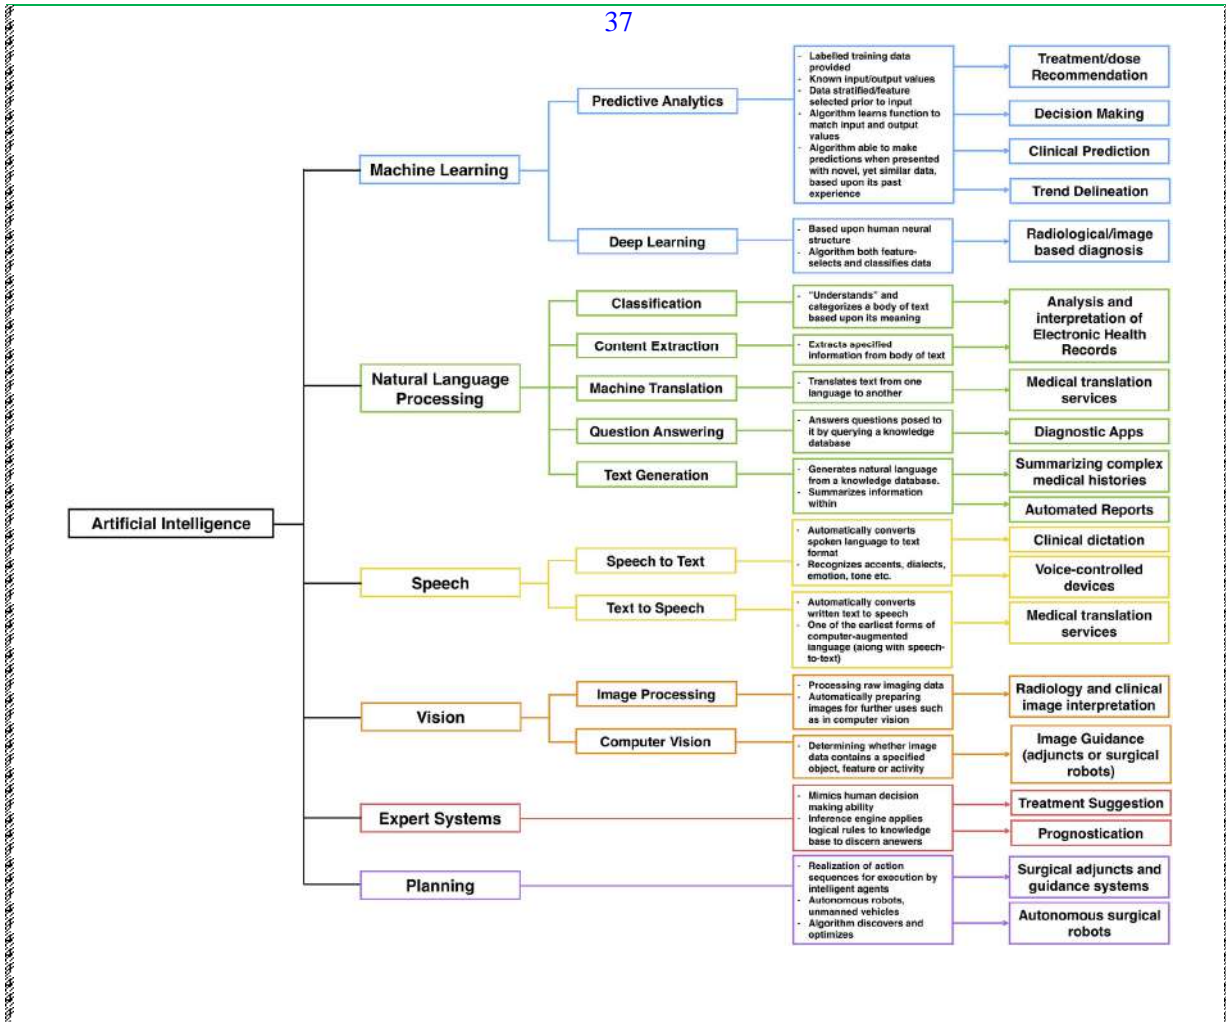 37
Artificial Intelligence
Machine Learning
Predictive Analytics
- Labelled training data
provided
- Known input/output values
- Data stratified/feature
selected prior to input
- Algorithm learns function to
match input and output
values
- Algorithm able to make
predictions when presented
with novel, yet similar data,
based upon its past
experience
Treatment/dose
Recommendation
Decision Making
Clinical Prediction
Trend Delineation
Deep Learning
- Based upon human neural
structure
- Algorithm both feature-
selects and classifies data
Radiological/image
based diagnosis
Natural Language
Processing
Classification
- "Understands" and
categorizes a body of text
based upon its meaning
Content Extraction
- Extracts specified
information from body of text
Analysis and
interpretation of
Electronic Health
Records
Machine Translation
- Translates text from one
language to another
Medical translation
services
Question Answering
- Answers questions posed to
it by querying a knowledge
database
Diagnostic Apps
Text Generation
- Generates natural language
from a knowledge database.
- Summarizes information
within
Summarizing complex
medical histories
Automated Reports
Speech
Speech to Text
- Automatically converts
spoken language to text
format
- Recognizes accents, dialects,
emotion, tone etc.
Clinical dictation
Voice-controlled
devices
Text to Speech
- Automatically converts
written text to speech
- One of the earliest forms of
computer-augmented
language (along with speech-
to-text)
Medical translation
services
Vision
Image Processing
- Processing raw imaging data
- Automatically preparing
images for further uses such
as in computer vision
Radiology and clinical
image interpretation
Computer Vision
- Determining whether image
data contains a specified
object, feature or activity
Image Guidance
(adjuncts or surgical
robots)
Expert Systems
- Mimics human decision
making ability
- Inference engine applies
logical rules to knowledge
base to discern anewers
Treatment Suggestion
Prognostication
Planning
- Realization of action
sequences for execution by
intelligent agents
- Autonomous robots,
unmanned vehicles
- Algorithm discovers and
optimizes
Surgical adjuncts and
guidance systems
Autonomous surgical
robots